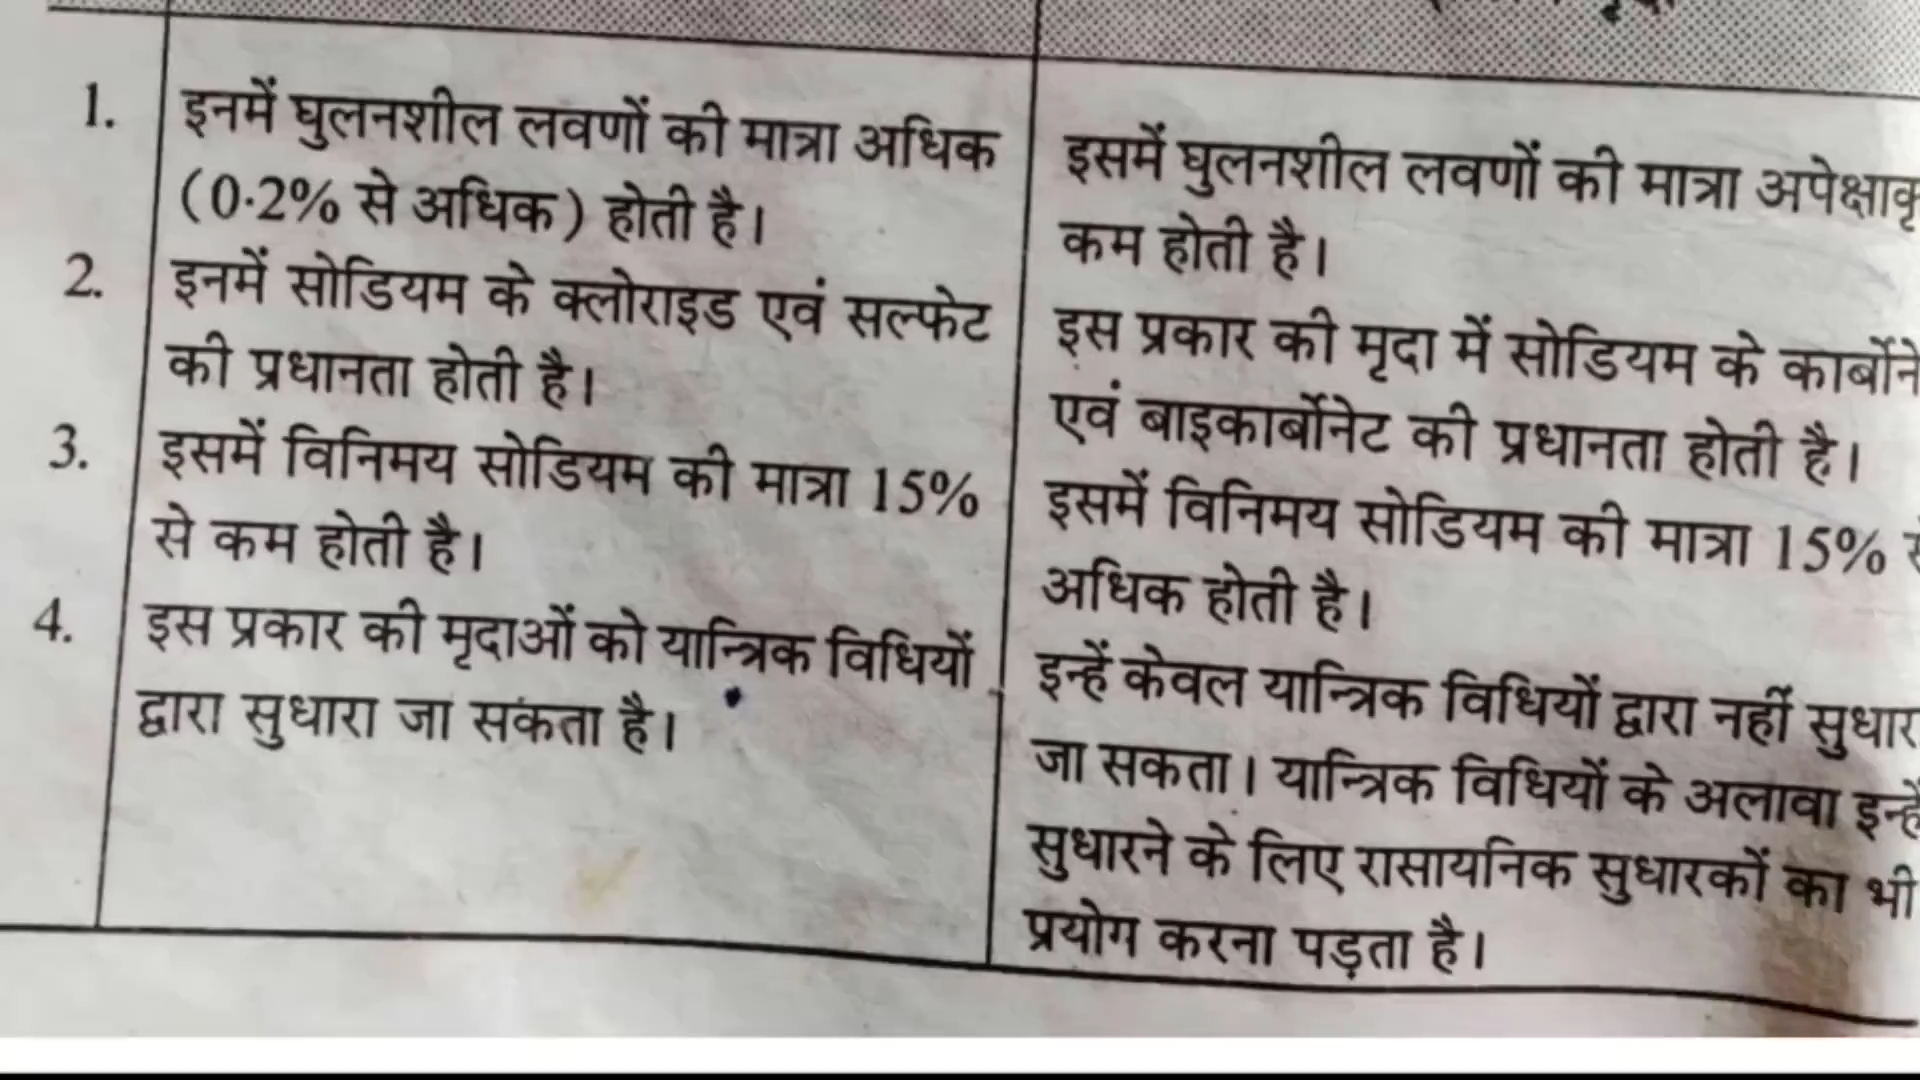 1. इनमें घुलनशील लवणों की मात्रा अधिक
(0·2% से अधिक) होती है।
2. इनमें सोडियम के क्लोराइड एवं सल्फेट
की प्रधानता होती है।
3. इसमें विनिमय सोडियम की मात्रा 15%
से कम होती है।
4. इस प्रकार की मृदाओं को यान्त्रिक विधियों
द्वारा सुधारा जा सकता है।
इसमें घुलनशील लवणों की मात्रा
कम होती है।
इस प्रकार की मृदा में सोडियम के
एवं बाइकार्बोनेट की प्रधानता होती है।
इसमें विनिमय सोडियम की मात्रा 15%
अधिक होती है।
इन्हें केवल यान्त्रिक विधियों द्वारा नहीं
जा सकता। यान्त्रिक विधियों के अलावा इन्हें
सुधारने के लिए रासायनिक सुधारकों का भी
प्रयोग करना पड़ता है।